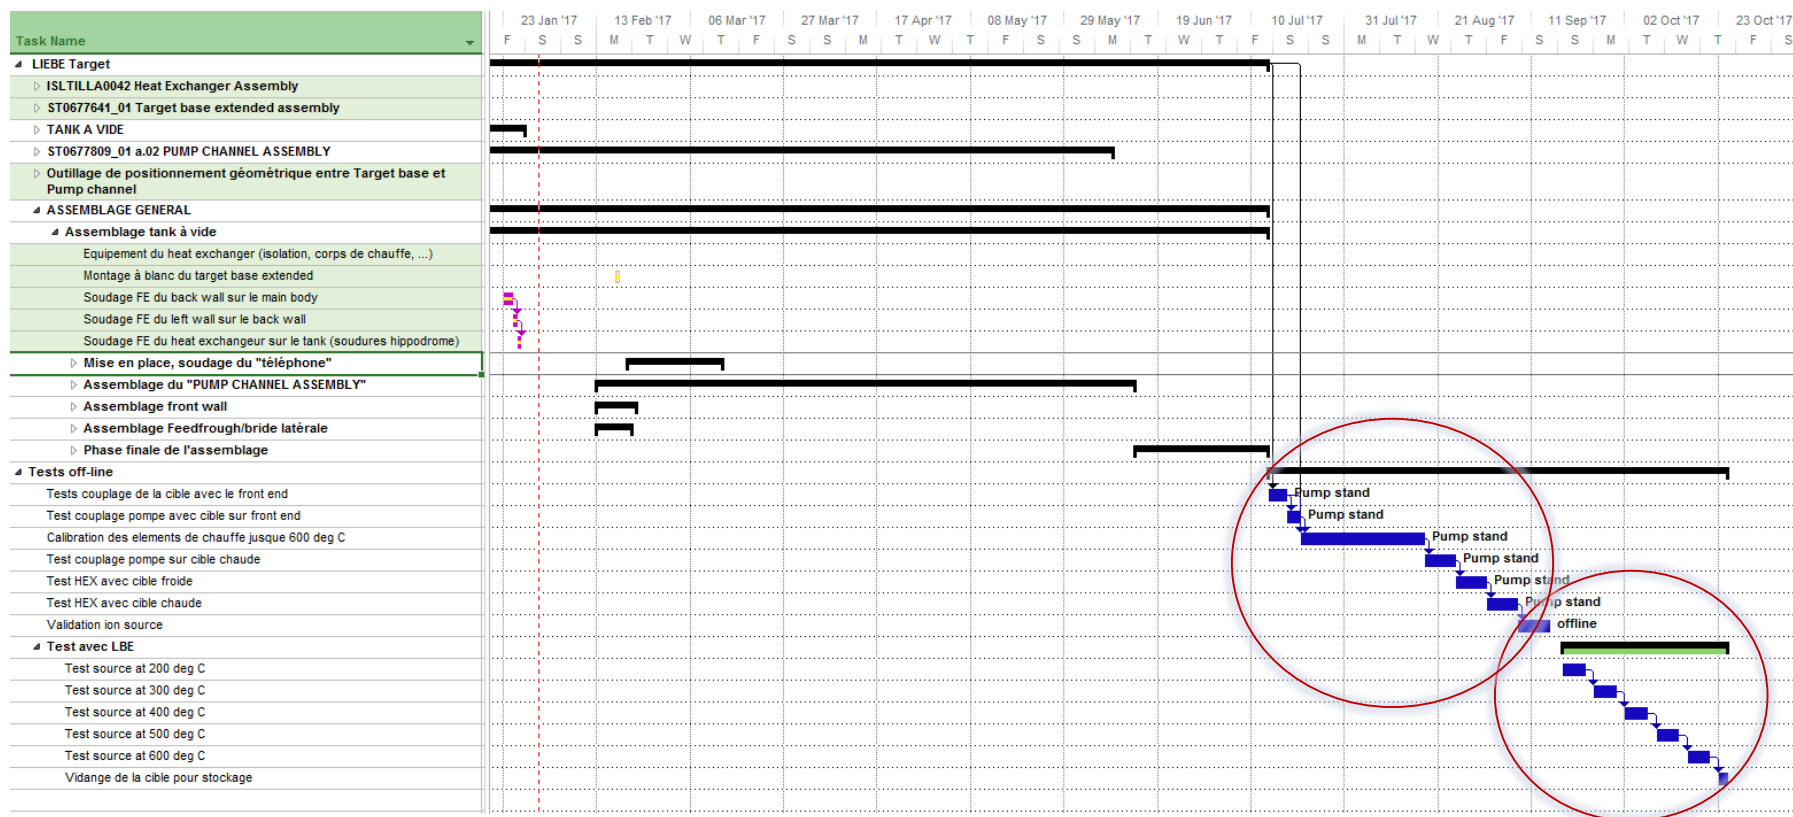 23 Jan '17 13 Feb '17 06 Mar '17 27 Mar '17 17 Apr '17 08 May '17 29 May '17 19 Jun '17 10 Jul '17 31 Jul '17 21 Aug '17 11 Sep '17 02 Oct '17 23 Oct '17
Task Name F S S M T W T F S S M T W T F S S M T W T F S S M T W T F S S M T W T F S
LIEBE Target
ISLTILLA0042 Heat Exchanger Assembly
ST0677641_01 Target base extended assembly
TANK A VIDE
ST0677809_01 a.02 PUMP CHANNEL ASSEMBLY
Outillage de positionnement géométrique entre Target base et
Pump channel
ASSEMBLAGE GENERAL
Assemblage tank à vide
Equipement du heat exchanger (isolation, corps de chauffe, ...)
Montage à blanc du target base extended
Soudage FE du back wall sur le main body
Soudage FE du left wall sur le back wall
Soudage FE du heat exchangeur sur le tank (soudures hippodrome)
Mise en place, soudage du "téléphone"
Assemblage du "PUMP CHANNEL ASSEMBLY"
Assemblage front wall
Assemblage Feedfrough/bride latérale
Phase finale de l'assemblage
Tests off-line
Tests couplage de la cible avec le front end Pump stand
Test couplage pompe avec cible sur front end Pump stand
Calibration des elements de chauffe jusque 600 deg C Pump stand
Test couplage pompe sur cible chaude Pump stand
Test HEX avec cible froide Pump stand
Test HEX avec cible chaude Pump stand
Validation ion source offline
Test avec LBE
Test source at 200 deg C
Test source at 300 deg C
Test source at 400 deg C
Test source at 500 deg C
Test source at 600 deg C
Vidange de la cible pour stockage